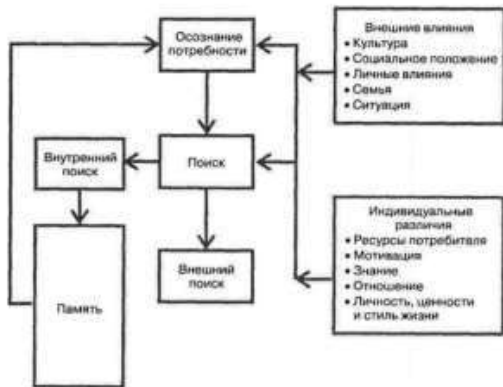 Осознание
потребности
Внешние влияния
• Культура
• Социальное положение
• Личные влияния
• Семья
• Ситуация
Внутренний
поиск
Поиск
Внешний
поиск
Память
Индивидуальные
различия
• Ресурсы потребителя
• Мотивация
• Знание
• Отношение
• Личность, ценности
и стиль жизни